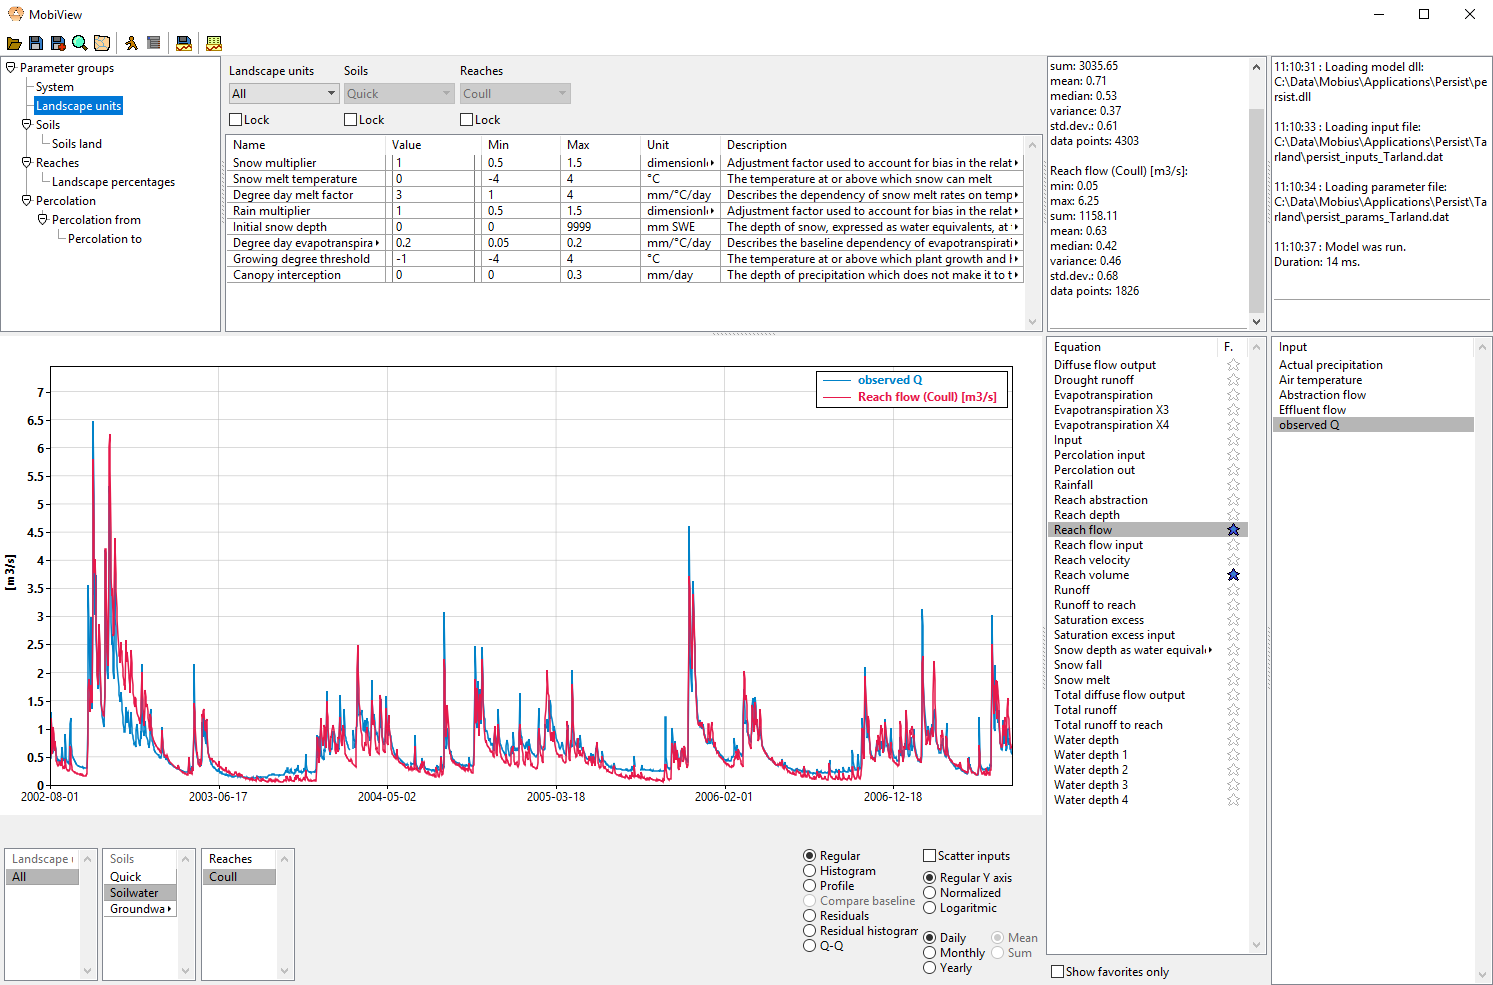 MobiView
Parameter groups
System
Landscape units
Soils
Soils land
Reaches
Landscape percentages
Percolation
Percolation from
Percolation to
Landscape units Soils Reaches
All Quick Coull
Lock Lock Lock
Name Value Min Max Unit Description
Snow multiplier 1 0.5 1.5 dimensionl Adjustment factor used to account for bias in the relat
Snow melt temperature 0 -4 4 °C The temperature at or above which snow can melt
Degree day melt factor 3 1 4 mm/°C/day Describes the dependency of snow melt rates on temp
Rain multiplier 1 0.5 1.5 dimensionl Adjustment factor used to account for bias in the relat
Initial snow depth 0 0 9999 mm SWE The depth of snow, expressed as water equivalents, at
Degree day evapotranspira 0.2 0.05 0.2 mm/°C/day Describes the baseline dependency of evapotranspirati
Growing degree threshold -1 -4 4 °C The temperature at or above which plant growth and
Canopy interception 0 0 0.3 mm/day The depth of precipitation which does not make it to t
sum: 3035.65
mean: 0.71
median: 0.53
variance: 0.37
std.dev.: 0.61
data points: 4303
Reach flow (Coull) [m3/s]:
min: 0.05
max: 6.25
sum: 1158.11
mean: 0.63
median: 0.42
variance: 0.46
std.dev.: 0.68
data points: 1826
11:10:31 : Loading model dll:
C:\Data\Mobius\Applications\Persist\pe
rsist.dll
11:10:33 : Loading input file:
C:\Data\Mobius\Applications\Persist\Ta
rland\persist_inputs_Tarland.dat
11:10:34 : Loading parameter file:
C:\Data\Mobius\Applications\Persist\Ta
rland\persist_params_Tarland.dat
11:10:37 : Model was run.
Duration: 14 ms.
observed Q
Reach flow (Coull) [m3/s]
7
6.5
6
5.5
5
4.5
4
3.5
3
2.5
2
1.5
1
0.5
0
[m3/s]
2002-08-01 2003-06-17 2004-05-02 2005-03-18 2006-02-01 2006-12-18
Equation F.
Diffuse flow output
Drought runoff
Evapotranspiration
Evapotranspiration X3
Evapotranspiration X4
Input
Percolation input
Percolation out
Rainfall
Reach abstraction
Reach depth
Reach flow
Reach flow input
Reach velocity
Reach volume
Runoff
Runoff to reach
Saturation excess
Saturation excess input
Snow depth as water equival
Snow fall
Snow melt
Total diffuse flow output
Total runoff
Total runoff to reach
Water depth
Water depth 1
Water depth 2
Water depth 3
Water depth 4
Show favorites only
Input
Actual precipitation
Air temperature
Abstraction flow
Effluent flow
observed Q
Landscape
All
Soils
Quick
Soilwater
Groundwa
Reaches
Coull
Regular
Histogram
Profile
Compare baseline
Residuals
Residual histogram
Q-Q
Scatter inputs
Regular Y axis
Normalized
Logaritmic
Daily Mean
Monthly Sum
Yearly